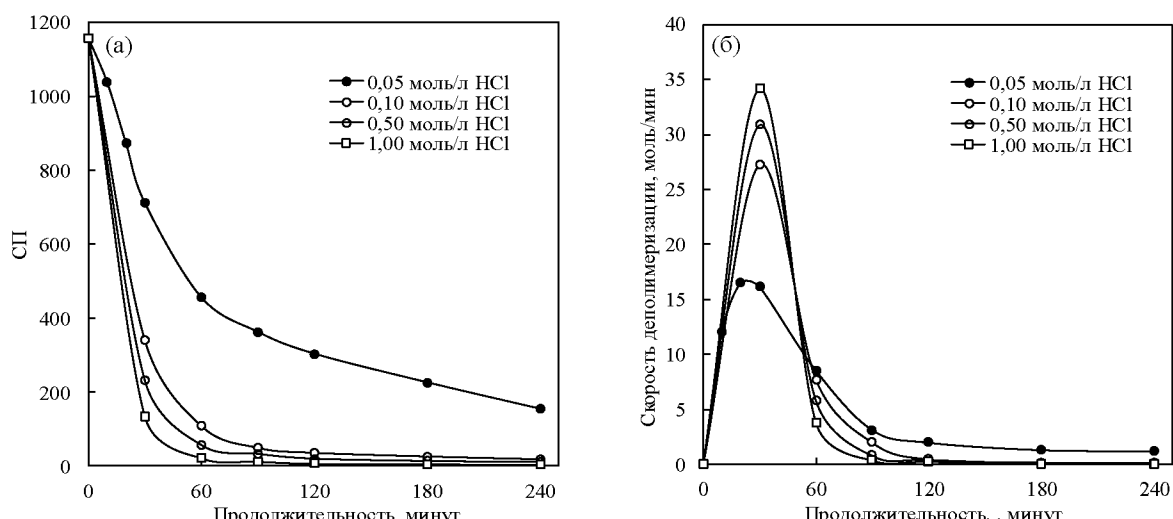 (а)
1200
1000
800
600
400
200
0
СП
0,05 моль/л HCl
0,10 моль/л HCl
0,50 моль/л HCl
1,00 моль/л HCl
0 60 120 180 240
Продолжительность, минут
(б)
40
35
30
25
20
15
10
5
0
Скорость деполимеризации, моль/мин
0,05 моль/л HCl
0,10 моль/л HCl
0,50 моль/л HCl
1,00 моль/л HCl
0 60 120 180 240
Продолжительность, , минут